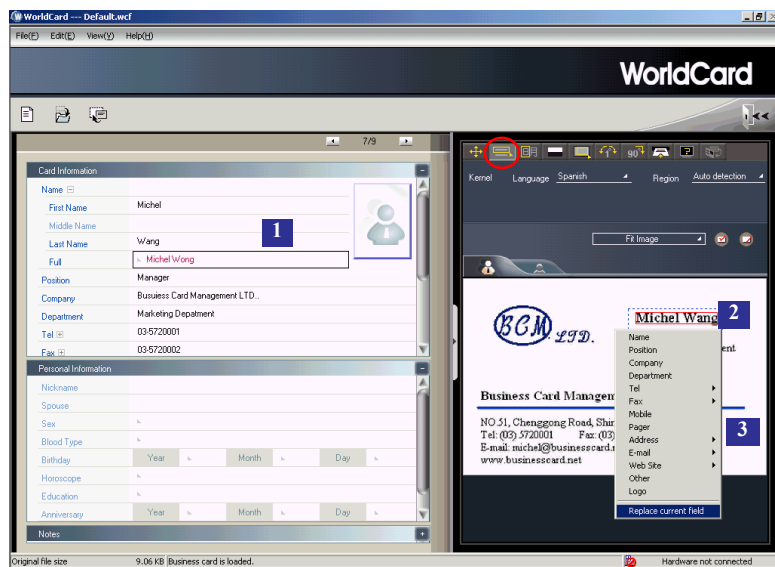 WorldCard --- Default.wcf
File(F) Edit(E) View(V) Help(H)
WorldCard
7/9
Card Information
Name
First Name Michel
Middle Name
Last Name Wang
Full Michel Wong
Position Manager
Company Busuiess Card Management LTD..
Department Marketing Depatment
Tel 03-5720001
Fax 03-5720002
1
Personal Information
Nickname
Spouse
Sex
Blood Type
Birthday Year Month Day
Horoscope
Education
Anniversary Year Month Day
Notes
90°
Kernel Language Spanish Region Auto detection
Fit Image
BCM LTD.
Michel Wang
2
ent
Business Card Managem
NO.51, Chenggong Road, Shin
Tel: (03) 5720001 Fax: (03)
E-mail: michel@businesscard.n
www.businesscard.net
Name
Position
Company
Department
Tel
Fax
Mobile
Pager
Address
E-mail
Web Site
Other
Logo
Replace current field
3
Original file size 9.06 KB Business card is loaded. Hardware not connected